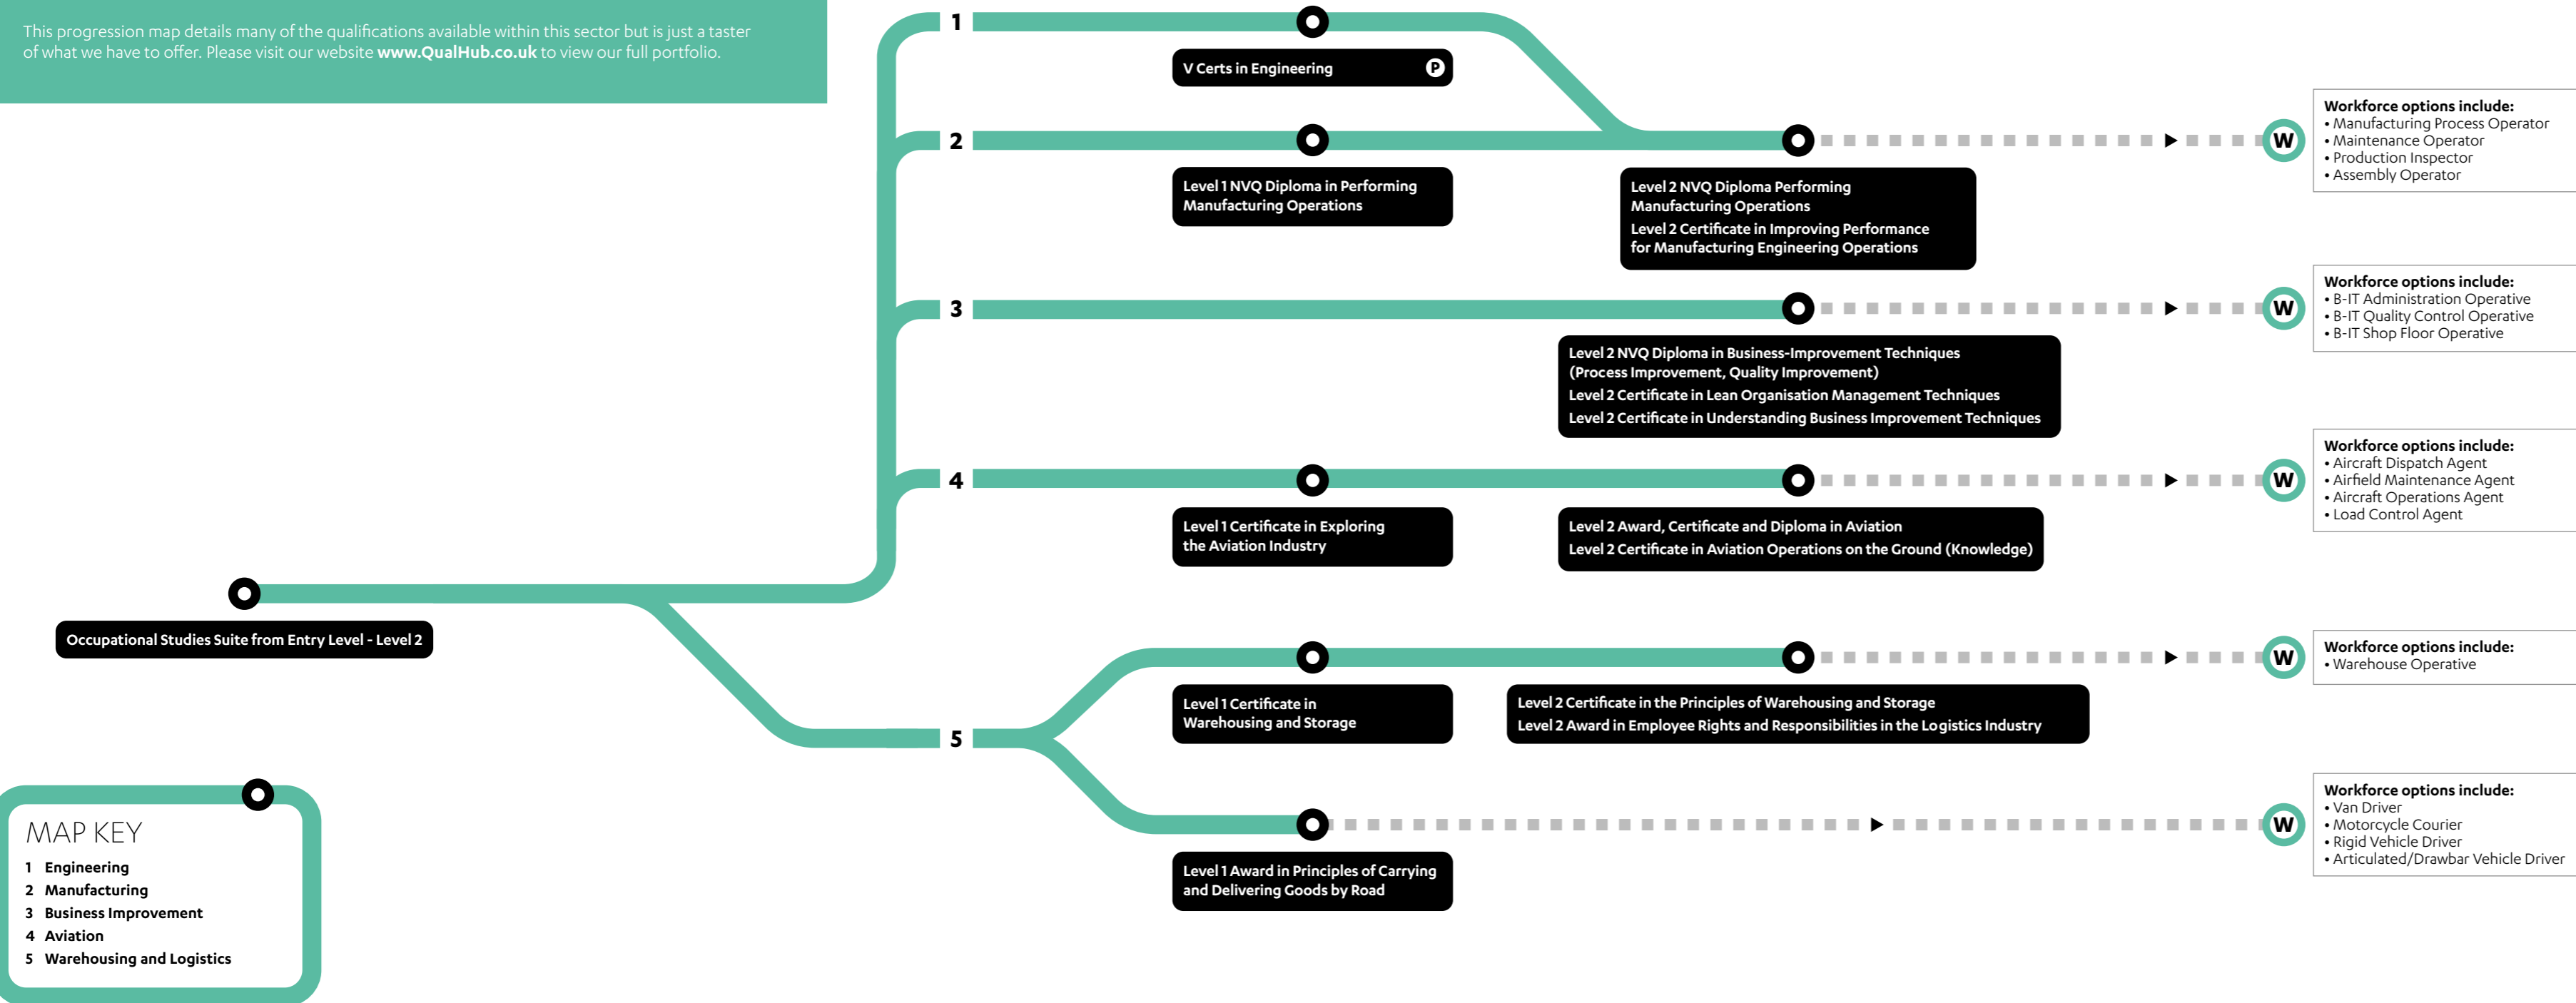 This progression map details many of the qualifications available within this sector but is just a taster
of what we have to offer. Please visit our website www.QualHub.co.uk to view our full portfolio.
1
V Certs in Engineering P
2
Level 1 NVQ Diploma in Performing
Manufacturing Operations
Level 2 NVQ Diploma Performing
Manufacturing Operations
Level 2 Certificate in Improving Performance
for Manufacturing Engineering Operations
W
Workforce options include:
• Manufacturing Process Operator
• Maintenance Operator
• Production Inspector
• Assembly Operator
3
Level 2 NVQ Diploma in Business-Improvement Techniques
(Process Improvement, Quality Improvement)
Level 2 Certificate in Lean Organisation Management Techniques
Level 2 Certificate in Understanding Business Improvement Techniques
W
Workforce options include:
• B-IT Administration Operative
• B-IT Quality Control Operative
• B-IT Shop Floor Operative
4
Level 1 Certificate in Exploring
the Aviation Industry
Level 2 Award, Certificate and Diploma in Aviation
Level 2 Certificate in Aviation Operations on the Ground (Knowledge)
W
Workforce options include:
• Aircraft Dispatch Agent
• Airfield Maintenance Agent
• Aircraft Operations Agent
• Load Control Agent
Occupational Studies Suite from Entry Level - Level 2
5
Level 1 Certificate in
Warehousing and Storage
Level 2 Certificate in the Principles of Warehousing and Storage
Level 2 Award in Employee Rights and Responsibilities in the Logistics Industry
W
Workforce options include:
• Warehouse Operative
Level 1 Award in Principles of Carrying
and Delivering Goods by Road
W
Workforce options include:
• Van Driver
• Motorcycle Courier
• Rigid Vehicle Driver
• Articulated/Drawbar Vehicle Driver
MAP KEY
1 Engineering
2 Manufacturing
3 Business Improvement
4 Aviation
5 Warehousing and Logistics